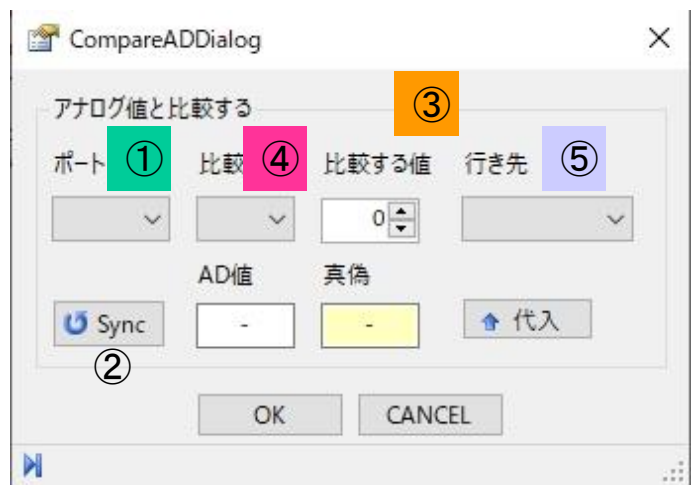 CompareADDialog
アナログ値と比較する ③
ポート ① 比較 ④ 比較する値 行き先 ⑤
0
AD値 真偽
Sync - - 代入
②
OK CANCEL